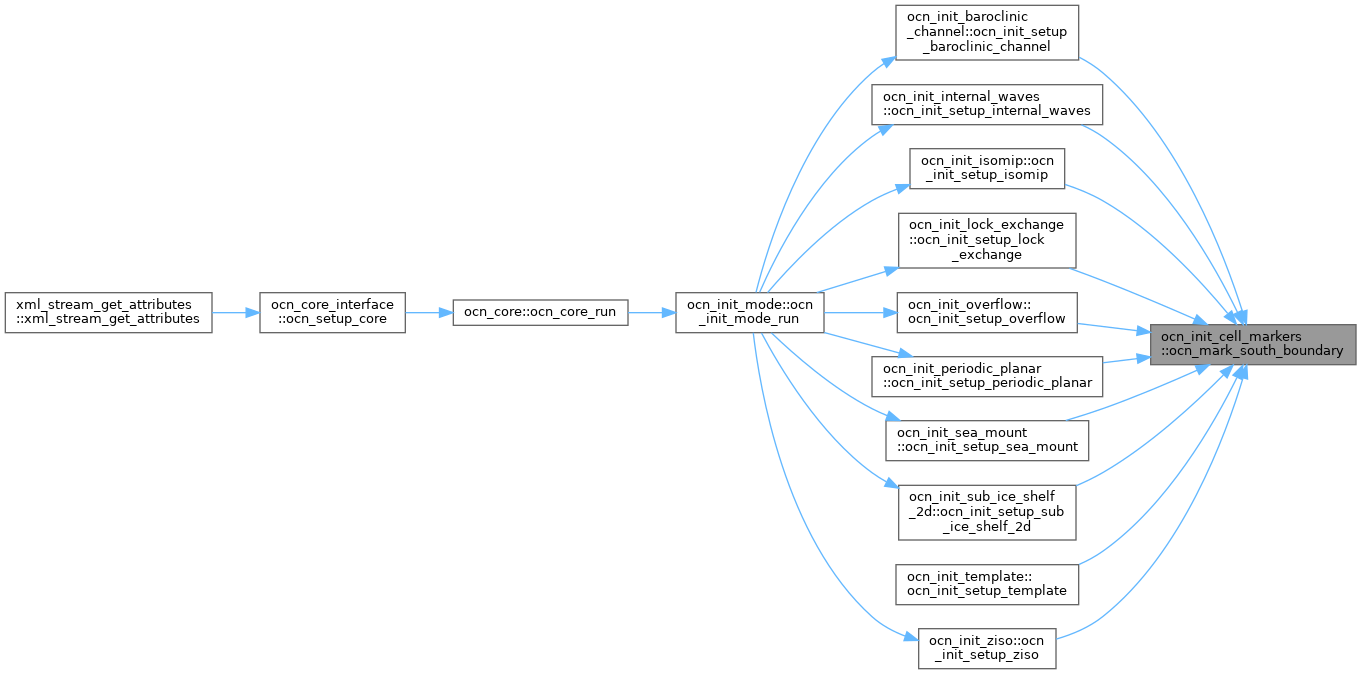 xml_stream_get_attributes
::xml_stream_get_attributes
ocn_core_interface
::ocn_setup_core
ocn_core::ocn_core_run
ocn_init_mode::ocn
_init_mode_run
ocn_init_baroclinic
_channel::ocn_init_setup
_baroclinic_channel
ocn_init_internal_waves
::ocn_init_setup_internal_waves
ocn_init_isomip::ocn
_init_setup_isomip
ocn_init_lock_exchange
::ocn_init_setup_lock
_exchange
ocn_init_overflow::
ocn_init_setup_overflow
ocn_init_periodic_planar
::ocn_init_setup_periodic_planar
ocn_init_sea_mount
::ocn_init_setup_sea_mount
ocn_init_sub_ice_shelf
_2d::ocn_init_setup_sub
_ice_shelf_2d
ocn_init_template::
ocn_init_setup_template
ocn_init_ziso::ocn
_init_setup_ziso
ocn_init_cell_markers
::ocn_mark_south_boundary